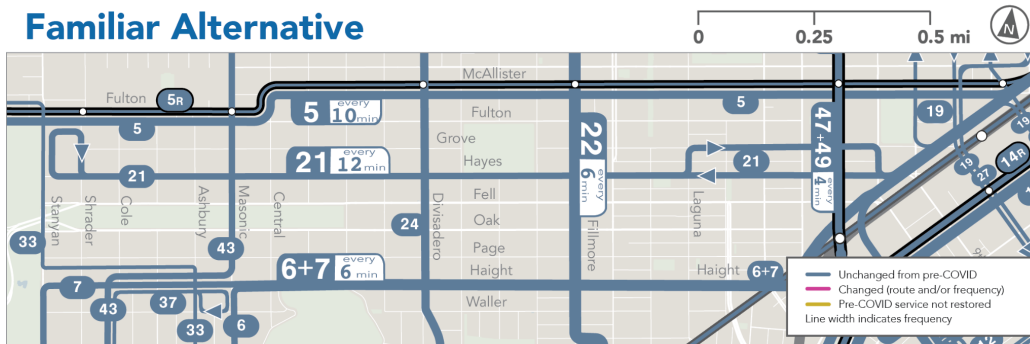 Familiar Alternative
0 0.25 0.5 mi
N
McAllister
Fulton
5R
5 every 10 min
5
Fulton
5
19
Grove
21 every 12 min
Hayes
21
21
22 every 6 min
47+49 every 4 min
19
19
27
14R
Stanyan
Shrader
Cole
Ashbury
Masonic
Central
Divisadero
Fillmore
Laguna
Fell
Oak
Page
Haight
Waller
24
33
43
6+7 every 6 min
Haight
6+7
7
37
43
33
6
Unchanged from pre-COVID
Changed (route and/or frequency)
Pre-COVID service not restored
Line width indicates frequency
12